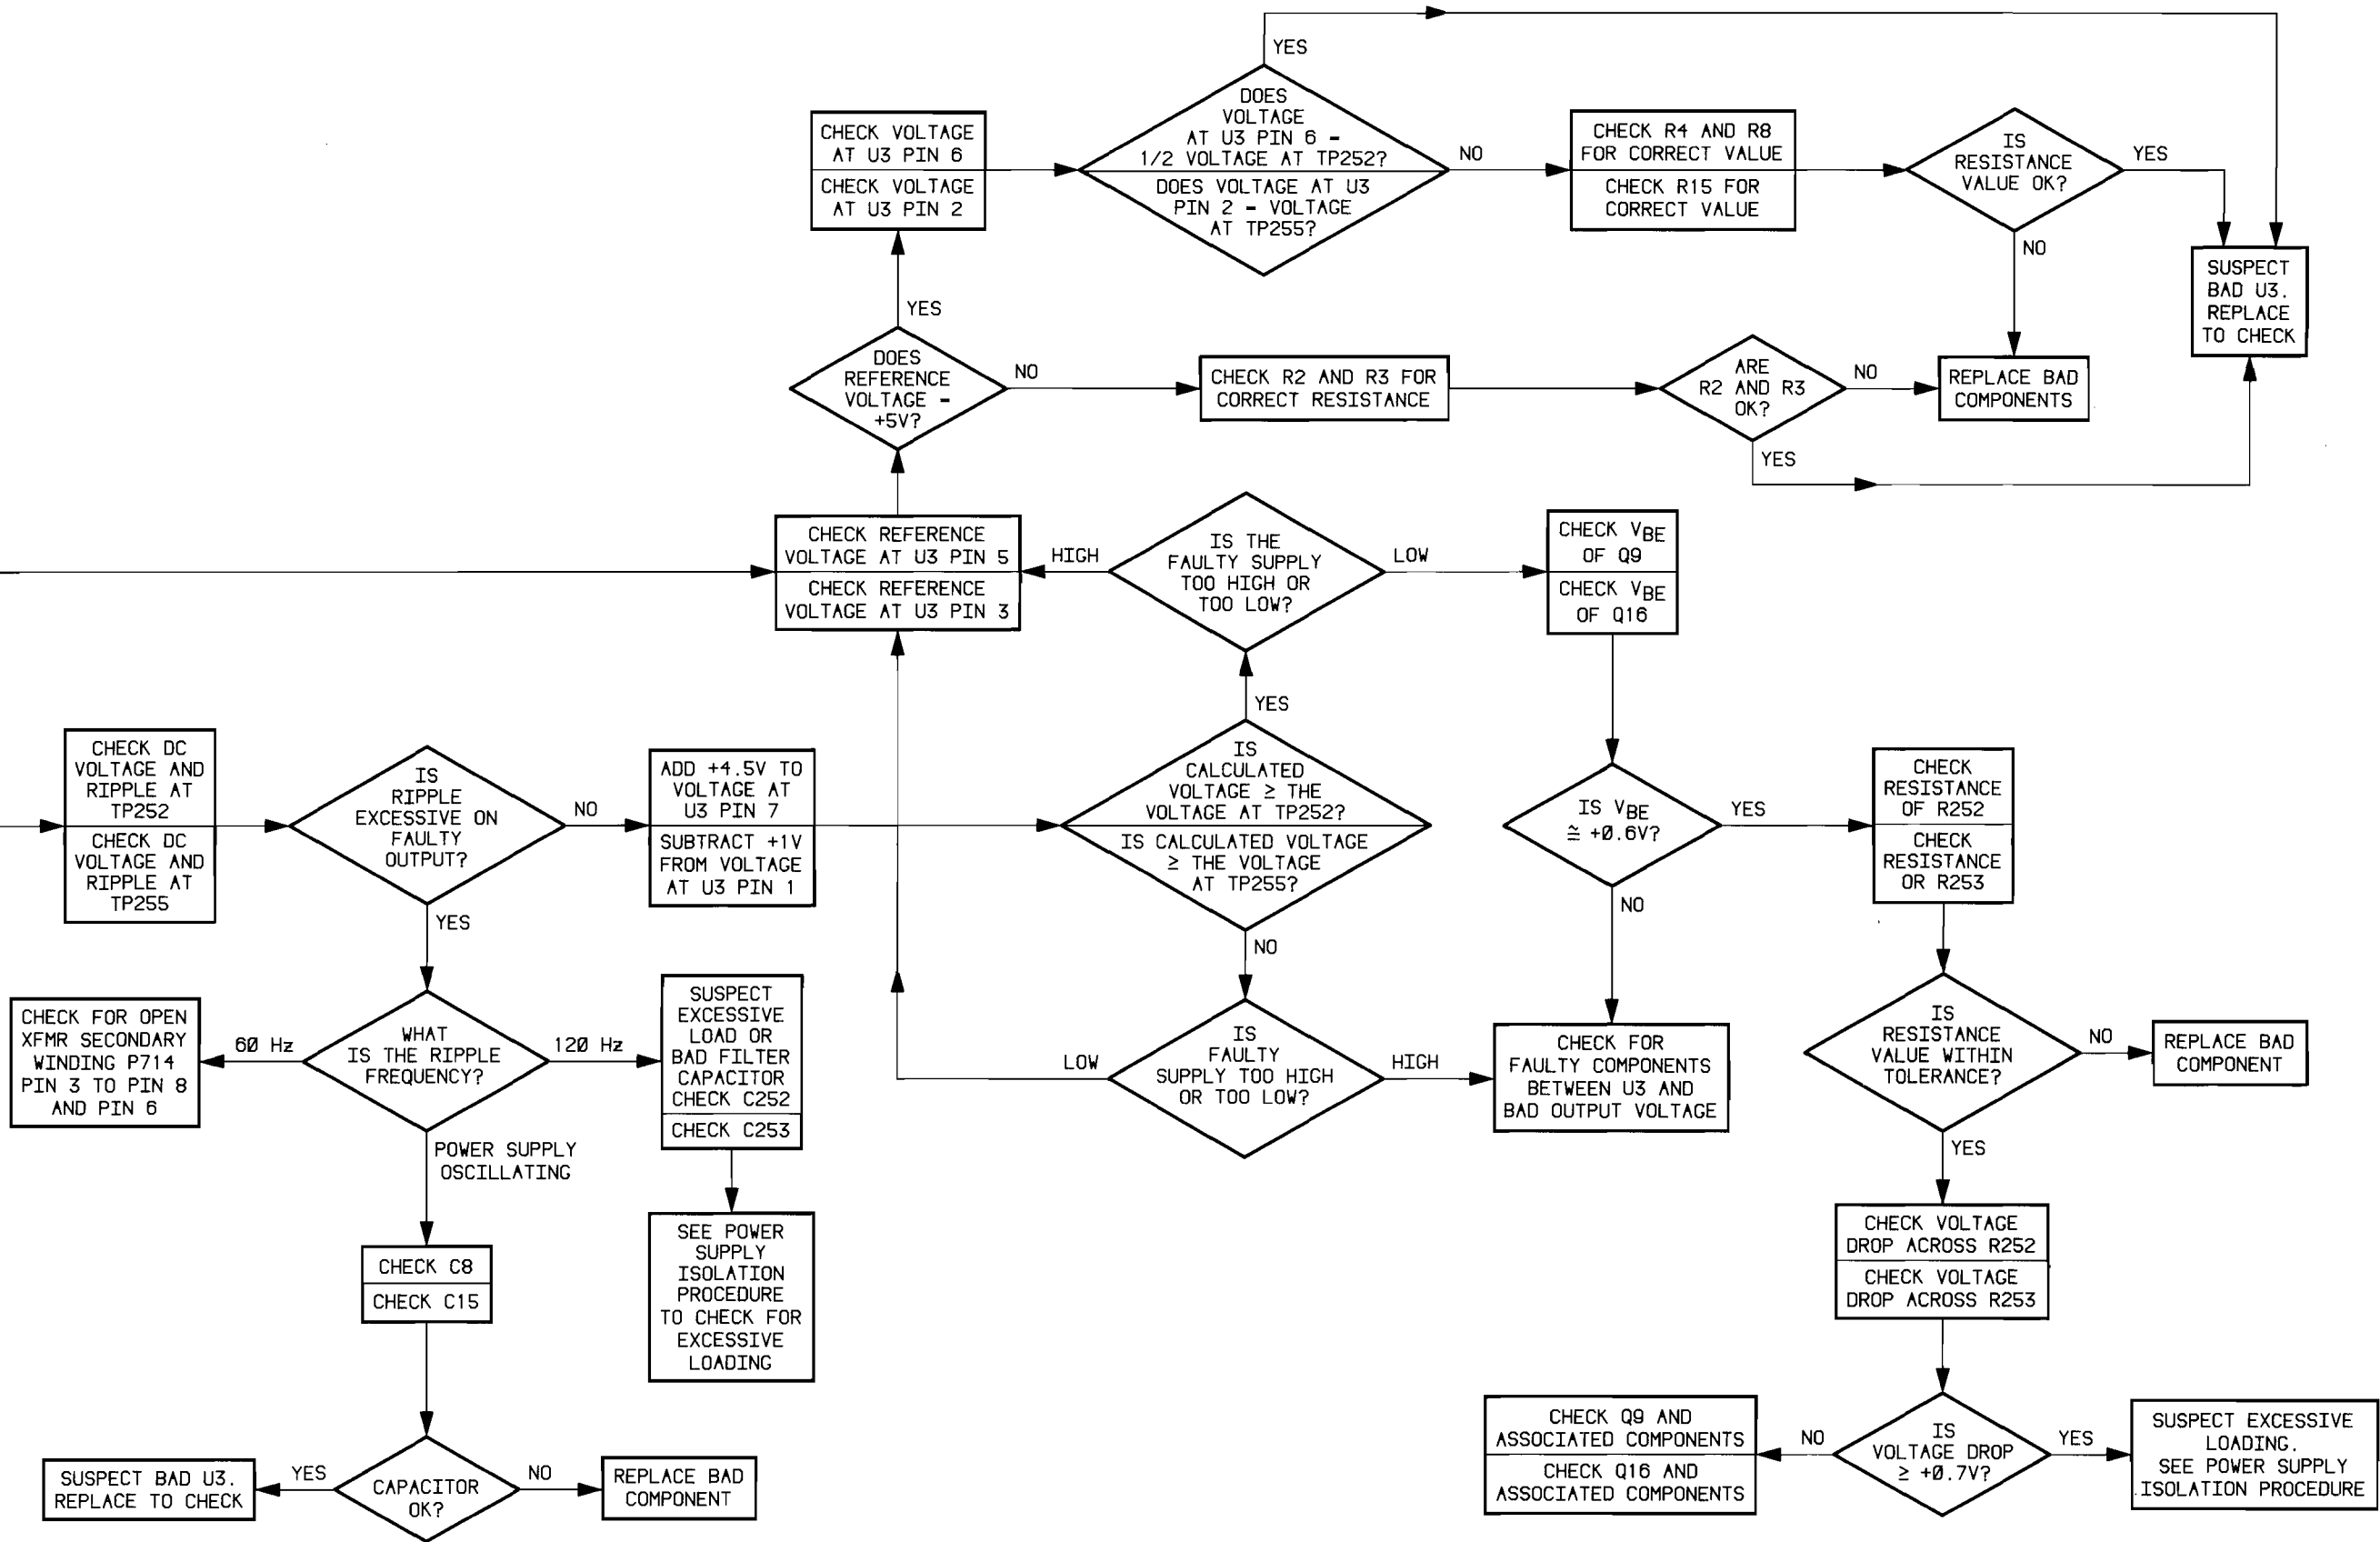 YES
DOES
VOLTAGE
AT U3 PIN 6 =
1/2 VOLTAGE AT TP252?
DOES VOLTAGE AT U3
PIN 2 = VOLTAGE
AT TP255?
CHECK VOLTAGE
AT U3 PIN 6
CHECK VOLTAGE
AT U3 PIN 2
NO
CHECK R4 AND R8
FOR CORRECT VALUE
CHECK R15 FOR
CORRECT VALUE
IS
RESISTANCE
VALUE OK?
YES
NO
SUSPECT
BAD U3.
REPLACE
TO CHECK
YES
DOES
REFERENCE
VOLTAGE =
+5V?
NO
CHECK R2 AND R3 FOR
CORRECT RESISTANCE
ARE
R2 AND R3
OK?
NO
REPLACE BAD
COMPONENTS
YES
CHECK REFERENCE
VOLTAGE AT U3 PIN 5
CHECK REFERENCE
VOLTAGE AT U3 PIN 3
HIGH
IS THE
FAULTY SUPPLY
TOO HIGH OR
TOO LOW?
LOW
CHECK VBE
OF Q9
CHECK VBE
OF Q16
YES
CHECK DC
VOLTAGE AND
RIPPLE AT
TP252
CHECK DC
VOLTAGE AND
RIPPLE AT
TP255
IS
RIPPLE
EXCESSIVE ON
FAULTY
OUTPUT?
NO
ADD +4.5V TO
VOLTAGE AT
U3 PIN 7
SUBTRACT +1V
FROM VOLTAGE
AT U3 PIN 1
IS
CALCULATED
VOLTAGE ≥ THE
VOLTAGE AT TP252?
IS CALCULATED VOLTAGE
≥ THE VOLTAGE
AT TP255?
IS VBE
≅ +0.6V?
YES
CHECK
RESISTANCE
OF R252
CHECK
RESISTANCE
OR R253
YES
NO
NO
CHECK FOR OPEN
XFMR SECONDARY
WINDING P714
PIN 3 TO PIN 8
AND PIN 6
60 Hz
WHAT
IS THE RIPPLE
FREQUENCY?
120 Hz
SUSPECT
EXCESSIVE
LOAD OR
BAD FILTER
CAPACITOR
CHECK C252
CHECK C253
LOW
IS
FAULTY
SUPPLY TOO HIGH
OR TOO LOW?
HIGH
CHECK FOR
FAULTY COMPONENTS
BETWEEN U3 AND
BAD OUTPUT VOLTAGE
IS
RESISTANCE
VALUE WITHIN
TOLERANCE?
NO
REPLACE BAD
COMPONENT
POWER SUPPLY
OSCILLATING
YES
CHECK C8
CHECK C15
SEE POWER
SUPPLY
ISOLATION
PROCEDURE
TO CHECK FOR
EXCESSIVE
LOADING
CHECK VOLTAGE
DROP ACROSS R252
CHECK VOLTAGE
DROP ACROSS R253
SUSPECT BAD U3.
REPLACE TO CHECK
YES
CAPACITOR
OK?
NO
REPLACE BAD
COMPONENT
CHECK Q9 AND
ASSOCIATED COMPONENTS
CHECK Q16 AND
ASSOCIATED COMPONENTS
NO
IS
VOLTAGE DROP
≥ +0.7V?
YES
SUSPECT EXCESSIVE
LOADING.
SEE POWER SUPPLY
ISOLATION PROCEDURE